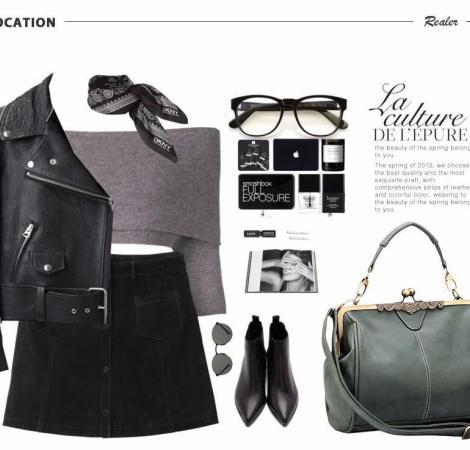 OCATION
Realer
La
culture
DE L'ÉPURE
the beauty of the spring belong
to you.
The spring of 2015, we choose
the best quality and the most
exquisite craft, with
comprehensive strips of leather
and colorful color, weaving to
the beauty of the spring belong
to you.
DKNY
DKNY
smashbox
FULL
EXPOSURE